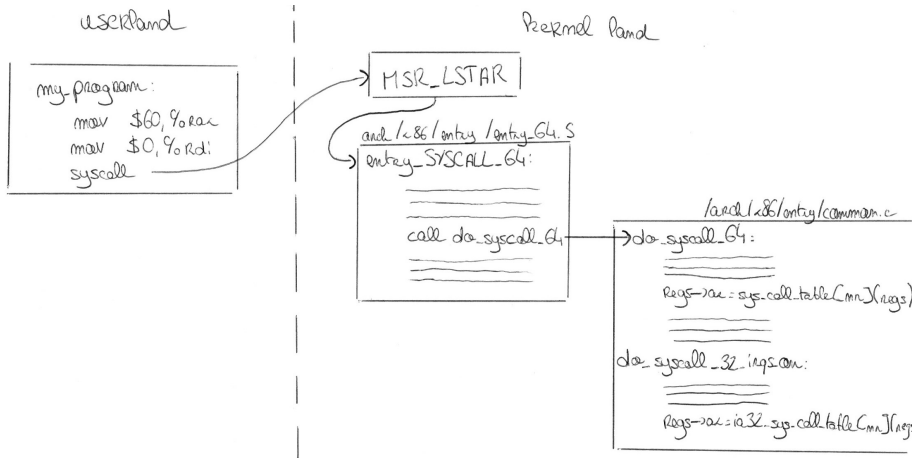 userland
kernel land
my_program:
mov $60,%rax
mov $0,%rdi
syscall
MSR_LSTAR
arch/x86/entry/entry_64.S
entry_SYSCALL_64:
call do_syscall_64
/arch/x86/entry/common.c
do_syscall_64:
regs->ax=sys_call_table[nr](regs)
do_syscall_32_irqs_on:
regs->ax=ia32_sys_call_table[nr](regs